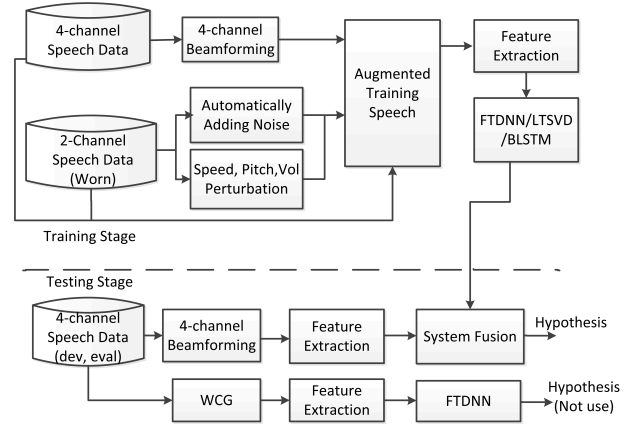 4-channel
Speech Data
4-channel
Beamforming
Augmented
Training
Speech
Feature
Extraction
2-Channel
Speech Data
(Worn)
Automatically
Adding Noise
Speed, Pitch,Vol
Perturbation
FTDNN/LTSVD
/BLSTM
Training Stage
Testing Stage
4-channel
Speech Data
(dev, eval)
4-channel
Beamforming
Feature
Extraction
System Fusion
Hypothesis
WCG
Feature
Extraction
FTDNN
Hypothesis
(Not use)